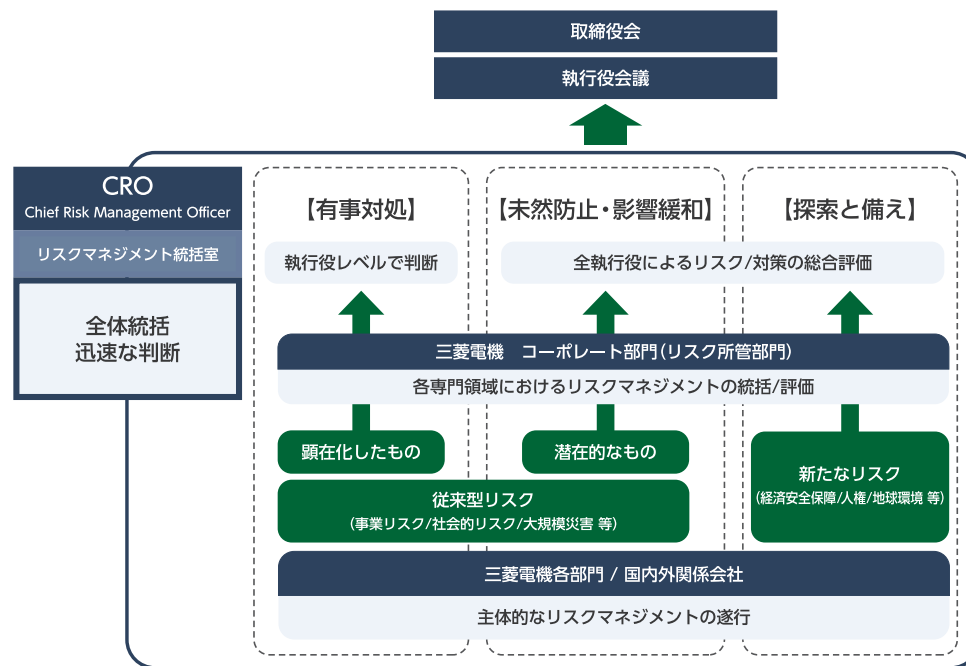 取締役会
執行役会議
CRO
Chief Risk Management Officer
リスクマネジメント統括室
全体統括
迅速な判断
【有事対処】
【未然防止・影響緩和】
【探索と備え】
執行役レベルで判断
全執行役によるリスク/対策の総合評価
三菱電機　コーポレート部門(リスク所管部門)
各専門領域におけるリスクマネジメントの統括/評価
顕在化したもの
潜在的なもの
従来型リスク
(事業リスク/社会的リスク/大規模災害 等)
新たなリスク
(経済安全保障/人権/地球環境 等)
三菱電機各部門 / 国内外関係会社
主体的なリスクマネジメントの遂行